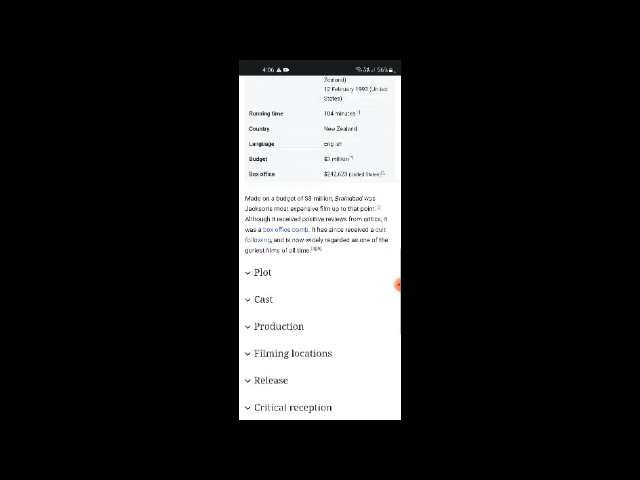 4:06
56%
Zealand)
12 February 1993 (United
States)
Running time 104 minutes
Country New Zealand
Language English
Budget $3 million
Box office $242,623 (United States)
Made on a budget of $3 million, Braindead was
Jackson's most expensive film up to that point.
Although it received positive reviews from critics, it
was a box office bomb. It has since received a cult
following, and is now widely regarded as one of the
goriest films of all time.
Plot
Cast
Production
Filming locations
Release
Critical reception